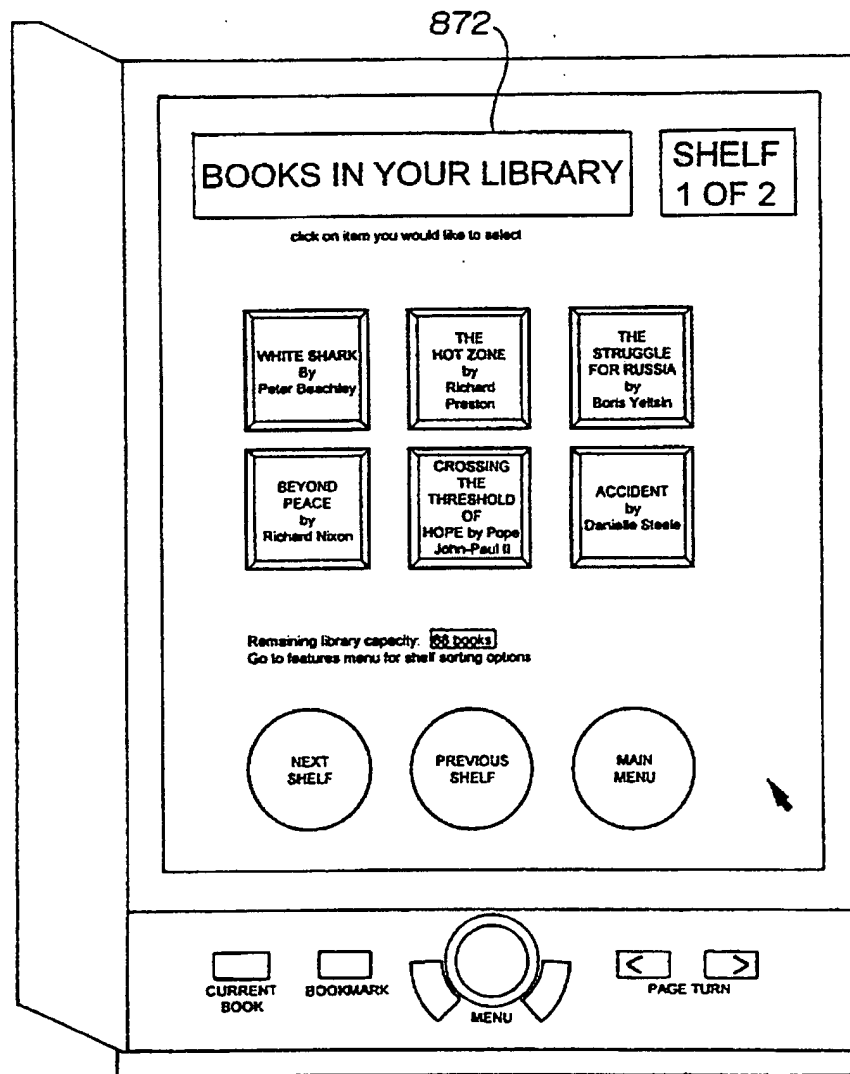 872
BOOKS IN YOUR LIBRARY
SHELF
1 OF 2
click on item you would like to select
WHITE SHARK
By
Peter Beachley
THE
HOT ZONE
by
Richard
Preston
THE
STRUGGLE
FOR RUSSIA
by
Boris Yeltsin
BEYOND
PEACE
by
Richard Nixon
CROSSING
THE
THRESHOLD
OF
HOPE by Pope
John-Paul II
ACCIDENT
by
Danielle Steele
Remaining library capacity: 88 books
Go to features menu for shelf sorting options
NEXT
SHELF
PREVIOUS
SHELF
MAIN
MENU
CURRENT
BOOK
BOOKMARK
MENU
< >
PAGE TURN